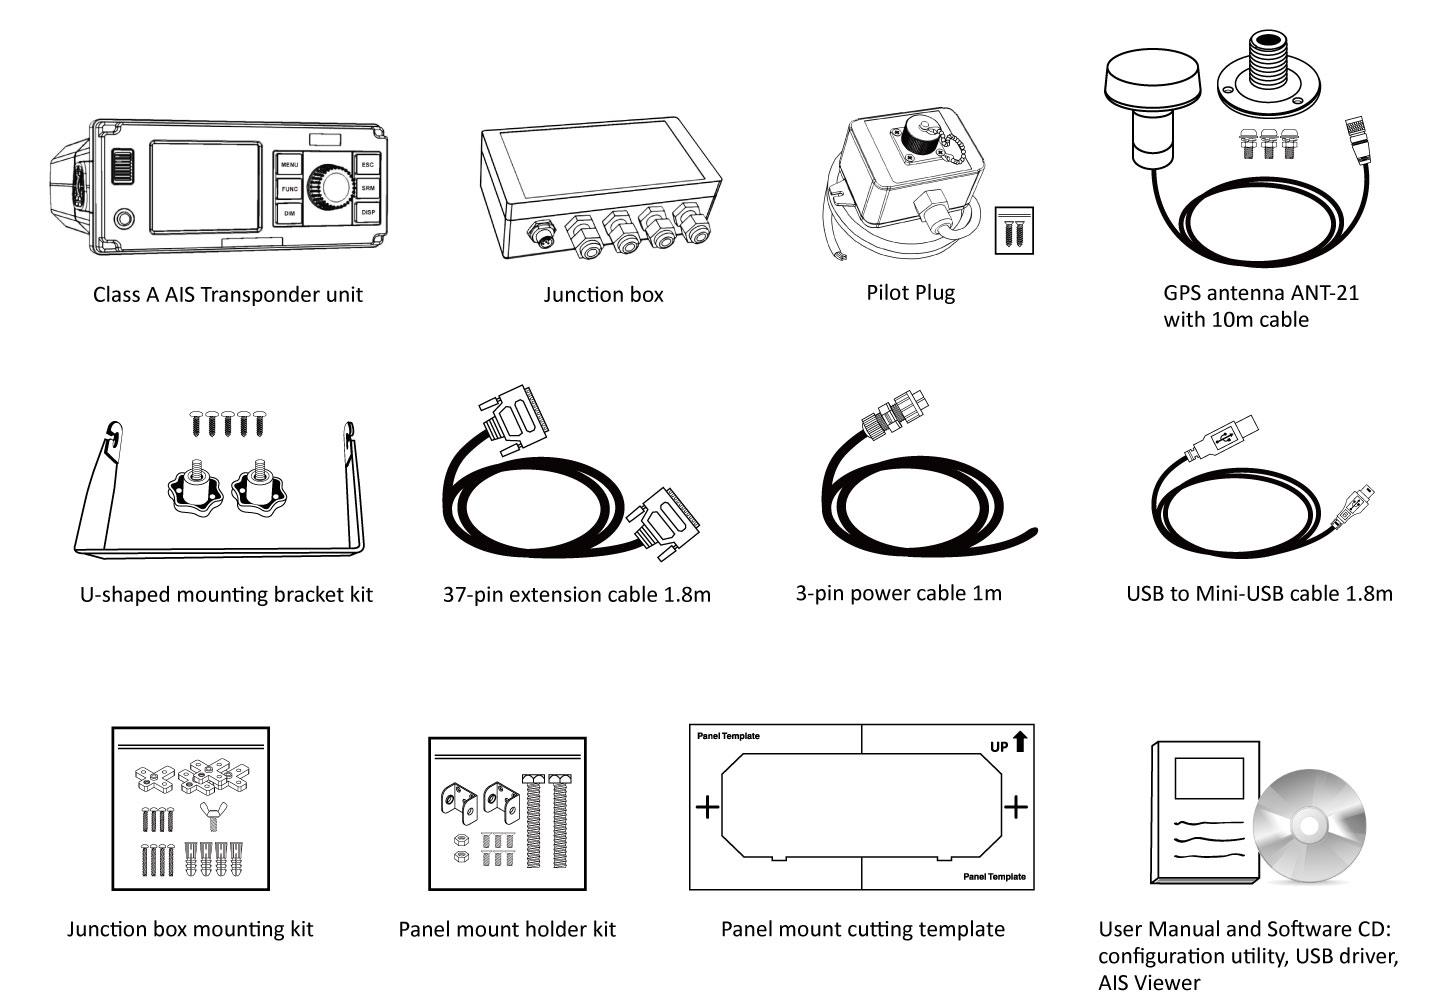 MENU
ESC
FUNC
SRM
DIM
DISP
Class A AIS Transponder unit
Junction box
Pilot Plug
GPS antenna ANT-21
with 10m cable
U-shaped mounting bracket kit
37-pin extension cable 1.8m
3-pin power cable 1m
USB to Mini-USB cable 1.8m
Panel Template
UP
Panel Template
Junction box mounting kit
Panel mount holder kit
Panel mount cutting template
User Manual and Software CD:
configuration utility, USB driver,
AIS Viewer